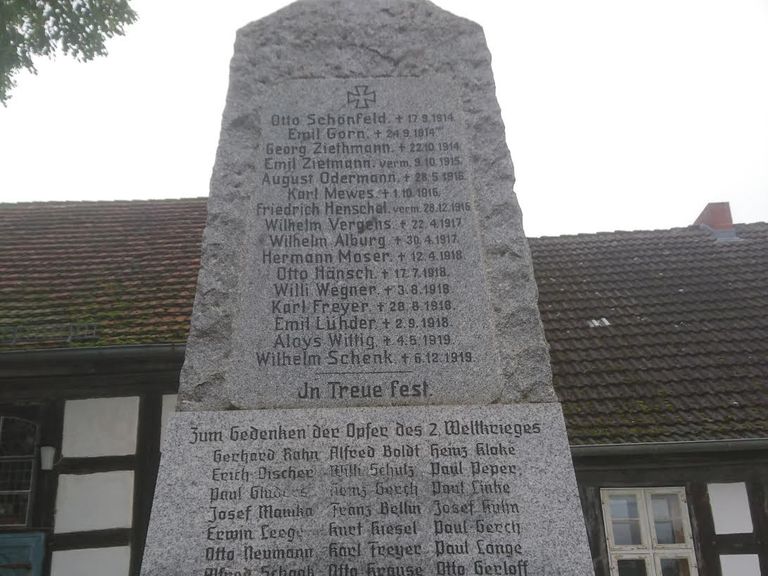 Otto Schönfeld. + 17.9.1914.
Emil Gorn. + 24.9.1914.
Georg Ziethmann. + 22.10.1914
Emil Zietmann. verm. 9.10.1915.
August Odermann. + 28.5.1916.
Karl Mewes. + 1.10.1916.
Friedrich Henschel. verm. 28.12.1916
Wilhelm Vergens. + 22.4.1917
Wilhelm Alburg. + 30.4.1917.
Hermann Moser. + 12.4.1918
Otto Hänsch. + 17.7.1918.
Willi Wegner. + 3.8.1918.
Karl Freyer. + 28.8.1918.
Emil Lühder. + 2.9.1918.
Aloys Wittig. + 4.5.1919.
Wilhelm Schenk. + 6.12.1919.
Jn Treue fest.
Zum Gedenken der Opfer des 2. Weltkrieges
Gerhard Rahn Alfred Boldt Heinz Kloke
Erich Discher Willi Schulz Paul Peper
Paul Heinz Gerch Paul Linke
Josef Mamka Franz Bellin Josef Kuhn
Erwin Leege Kurt Kiesel Paul Gerch
Otto Neumann Karl Freyer Paul Lange
Alfred Schaak Otto Krause Otto Gerloff